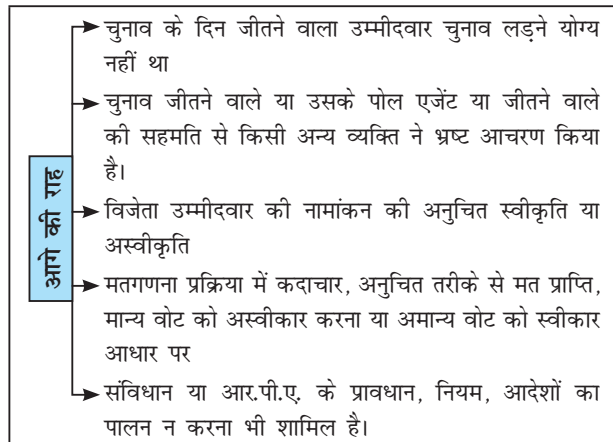 आगे की राह
चुनाव के दिन जीतने वाला उम्मीदवार चुनाव लड़ने योग्य
नहीं था
चुनाव जीतने वाले या उसके पोल एजेंट या जीतने वाले
की सहमति से किसी अन्य व्यक्ति ने भ्रष्ट आचरण किया
है।
विजेता उम्मीदवार की नामांकन की अनुचित स्वीकृति या
अस्वीकृति
मतगणना प्रक्रिया में कदाचार, अनुचित तरीके से मत प्राप्ति,
मान्य वोट को अस्वीकार करना या अमान्य वोट को स्वीकार
आधार पर
संविधान या आर.पी.ए. के प्रावधान, नियम, आदेशों का
पालन न करना भी शामिल है।